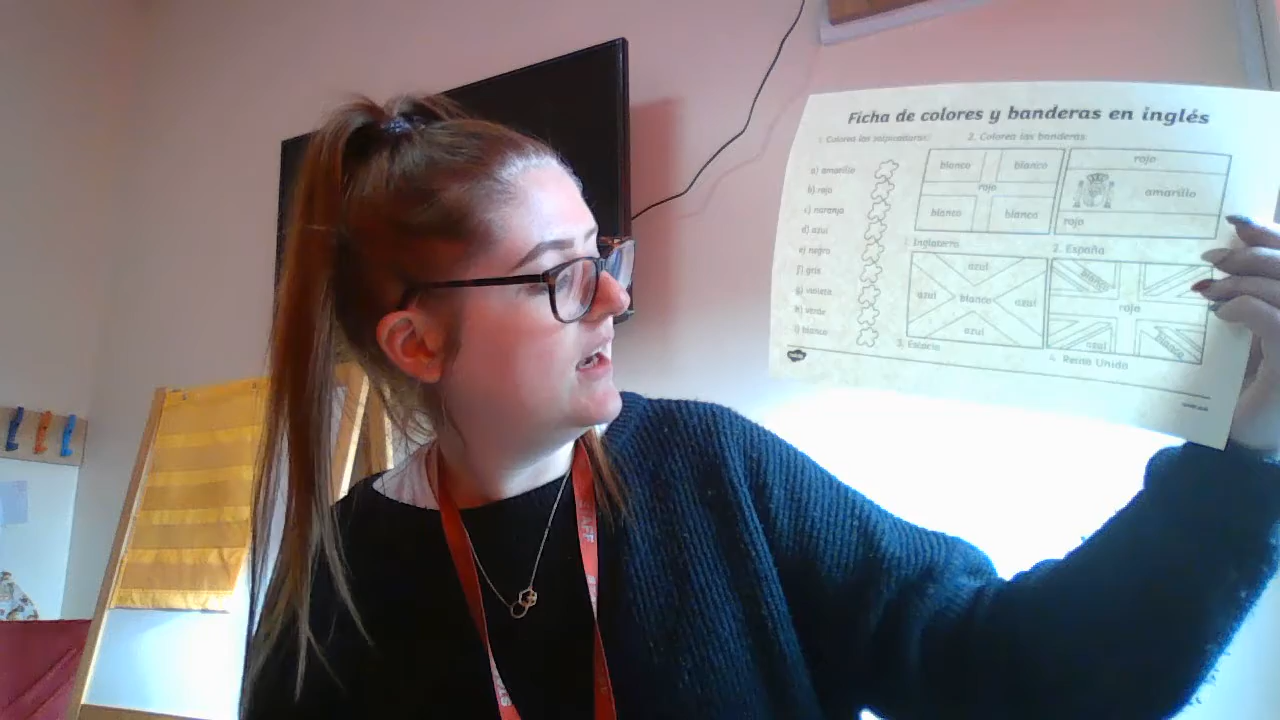 Ficha de colores y banderas en inglés
1. Colorea las salpicaduras:
2. Colorea las banderas
a) amarillo
b) rojo
c) naranja
d) azul
e) negro
f) gris
g) violeta
h) verde
i) blanco
blanco blanco
rojo
blanco blanco
1. Inglaterra
rojo
amarillo
rojo
2. España
azul
azul blanco azul
azul
3. Escocia
blanco
rojo
azul
blanco
4. Reino Unido
STAFF